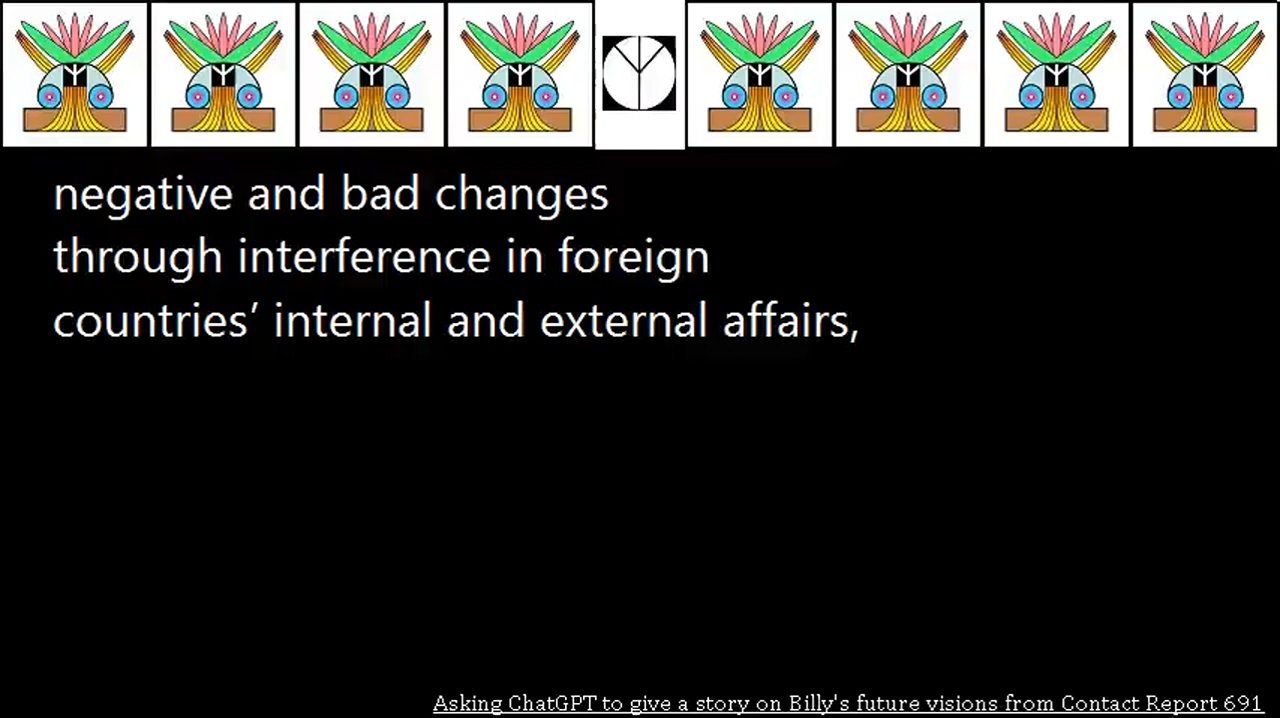 negative and bad changes
through interference in foreign
countries’ internal and external affairs,
Asking ChatGPT to give a story on Billy's future visions from Contact Report 691